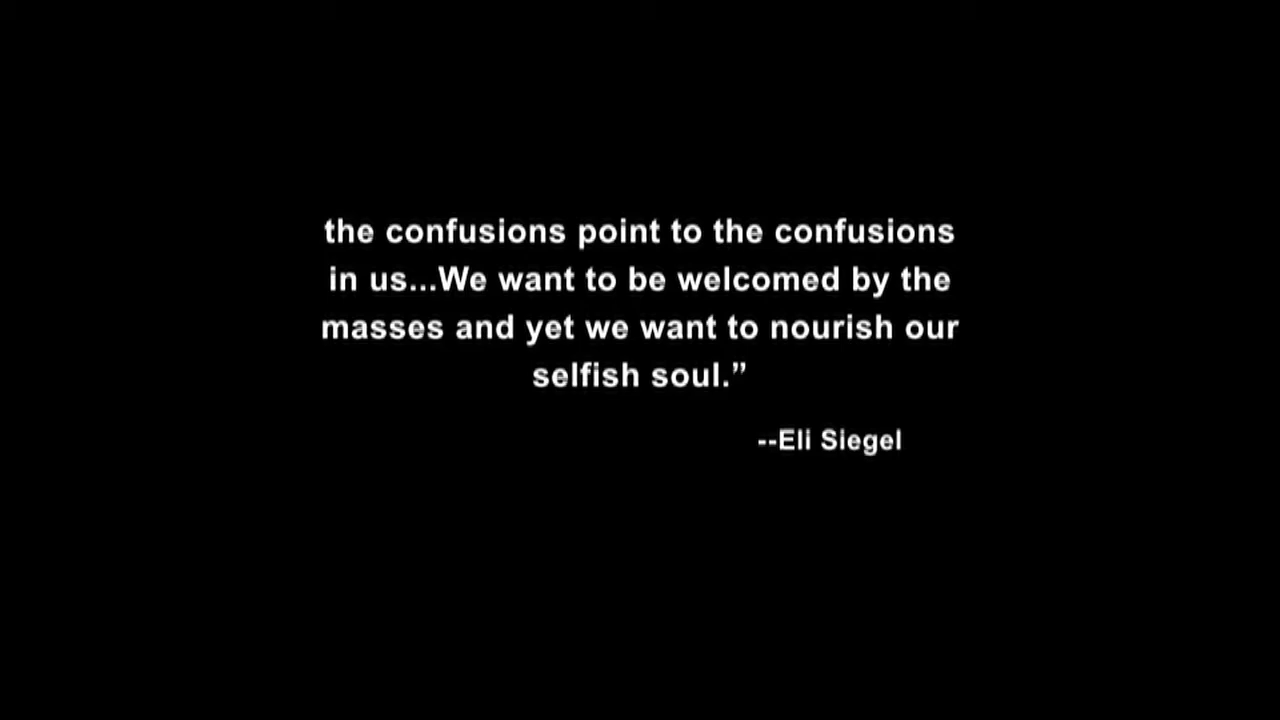 the confusions point to the confusions
in us...We want to be welcomed by the
masses and yet we want to nourish our
selfish soul.”
--Eli Siegel